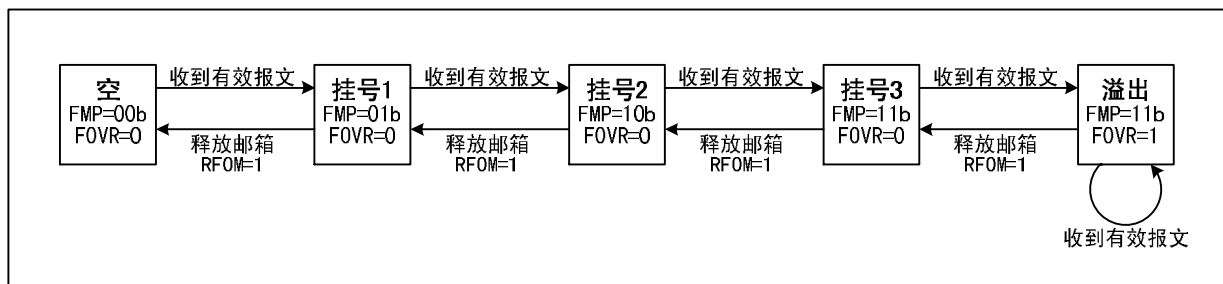 空
FMP=00b
FOVR=0
收到有效报文
释放邮箱
RFOM=1
挂号1
FMP=01b
FOVR=0
收到有效报文
释放邮箱
RFOM=1
挂号2
FMP=10b
FOVR=0
收到有效报文
释放邮箱
RFOM=1
挂号3
FMP=11b
FOVR=0
收到有效报文
释放邮箱
RFOM=1
溢出
FMP=11b
FOVR=1
收到有效报文